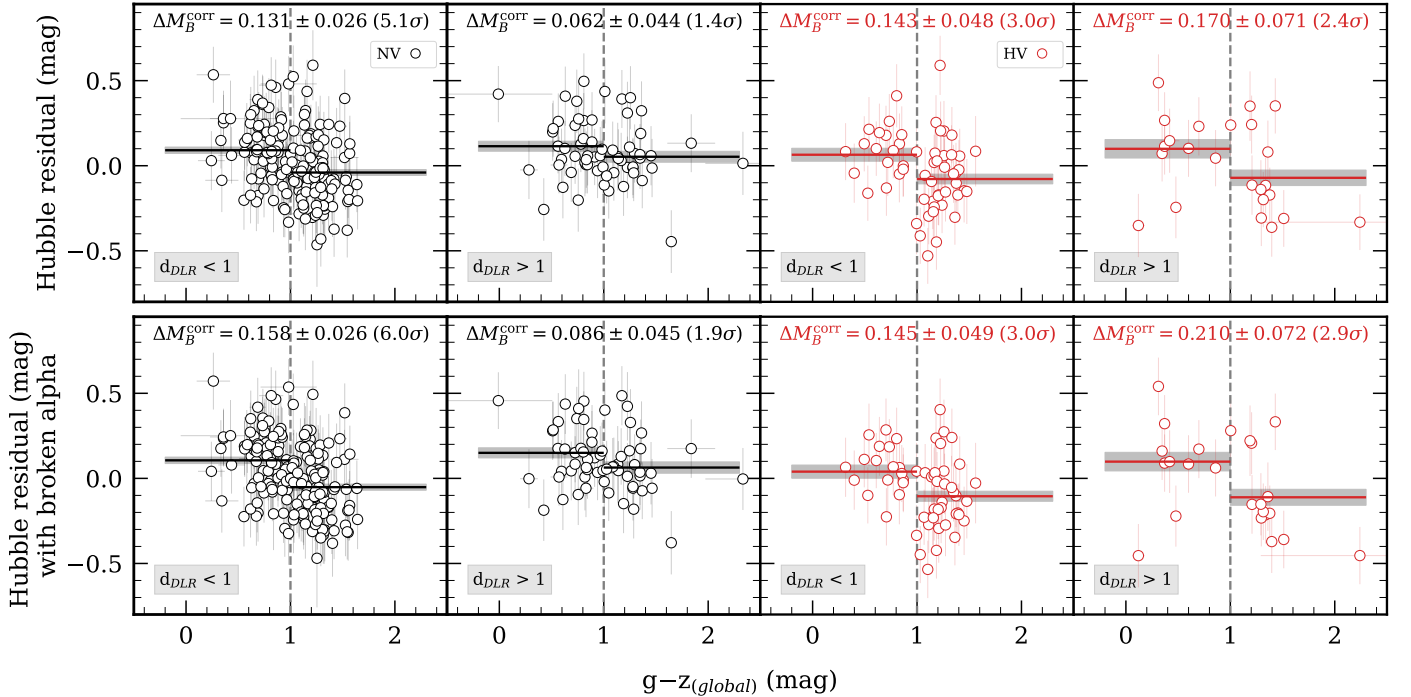 ΔM_B^corr = 0.131 ± 0.026 (5.1σ)
ΔM_B^corr = 0.062 ± 0.044 (1.4σ)
ΔM_B^corr = 0.143 ± 0.048 (3.0σ)
ΔM_B^corr = 0.170 ± 0.071 (2.4σ)
NV
HV
Hubble residual (mag)
0.5
0.0
−0.5
d_DLR < 1
d_DLR > 1
d_DLR < 1
d_DLR > 1
ΔM_B^corr = 0.158 ± 0.026 (6.0σ)
ΔM_B^corr = 0.086 ± 0.045 (1.9σ)
ΔM_B^corr = 0.145 ± 0.049 (3.0σ)
ΔM_B^corr = 0.210 ± 0.072 (2.9σ)
Hubble residual (mag)
with broken alpha
0.5
0.0
−0.5
d_DLR < 1
d_DLR > 1
d_DLR < 1
d_DLR > 1
0 1 2 0 1 2 0 1 2 0 1 2
g−z_(global) (mag)